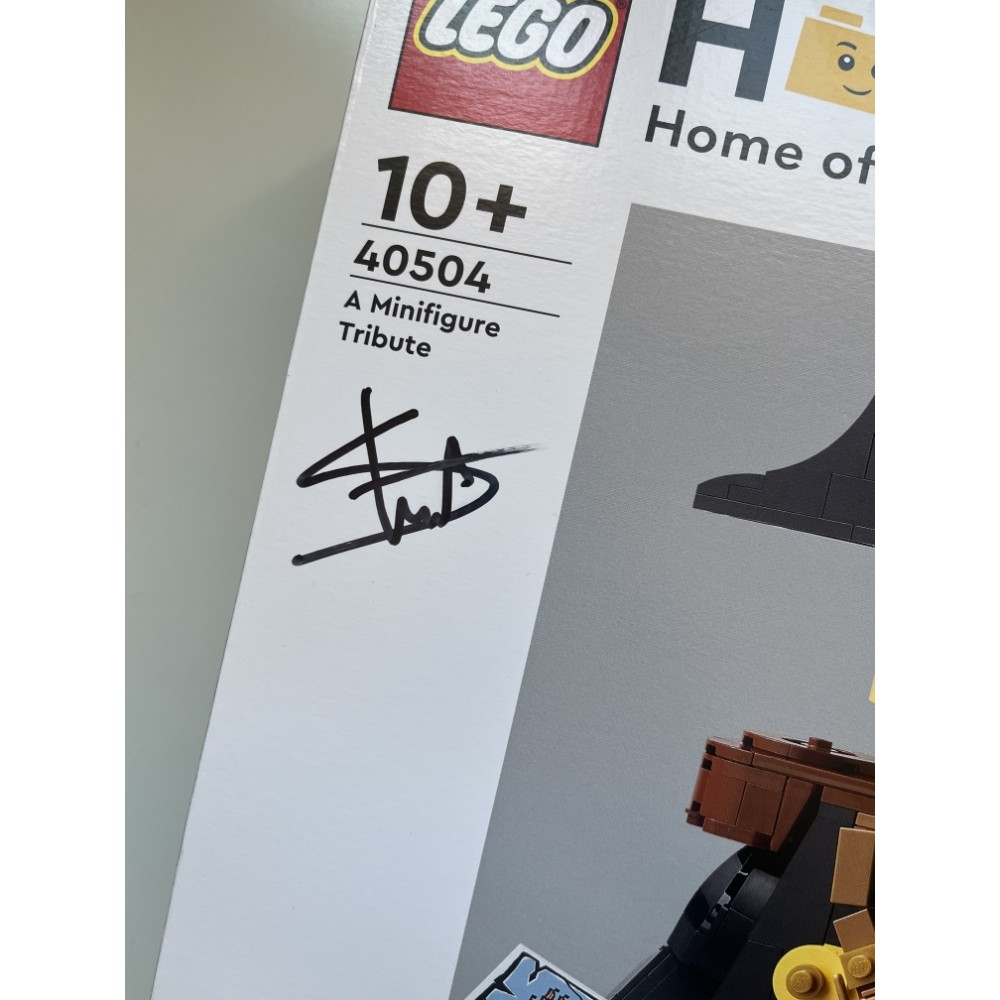 LEGO
H
Home of
10+
40504
A Minifigure
Tribute